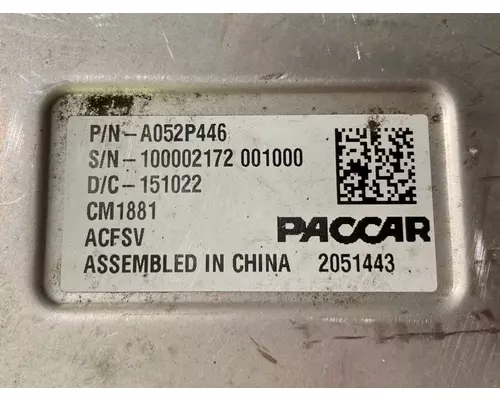 P/N-A052P446
S/N-100002172 001000
D/C-151022
CM1881
ACFSV
PACCAR
ASSEMBLED IN CHINA 2051443